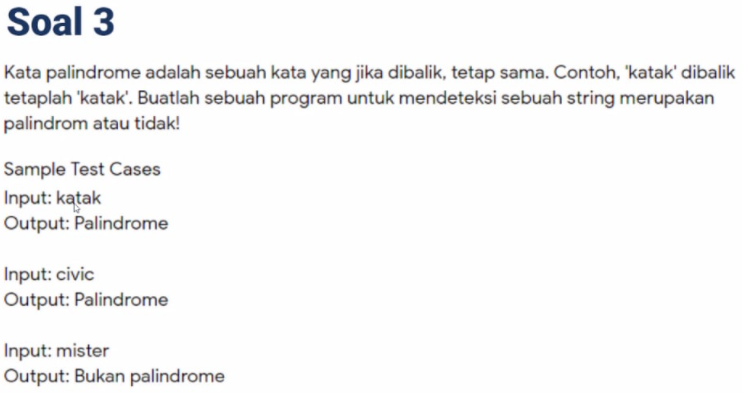 Soal 3
Kata palindrome adalah sebuah kata yang jika dibalik, tetap sama. Contoh, 'katak' dibalik
tetaplah 'katak'. Buatlah sebuah program untuk mendeteksi sebuah string merupakan
palindrom atau tidak!
Sample Test Cases
Input: katak
Output: Palindrome
Input: civic
Output: Palindrome
Input: mister
Output: Bukan palindrome